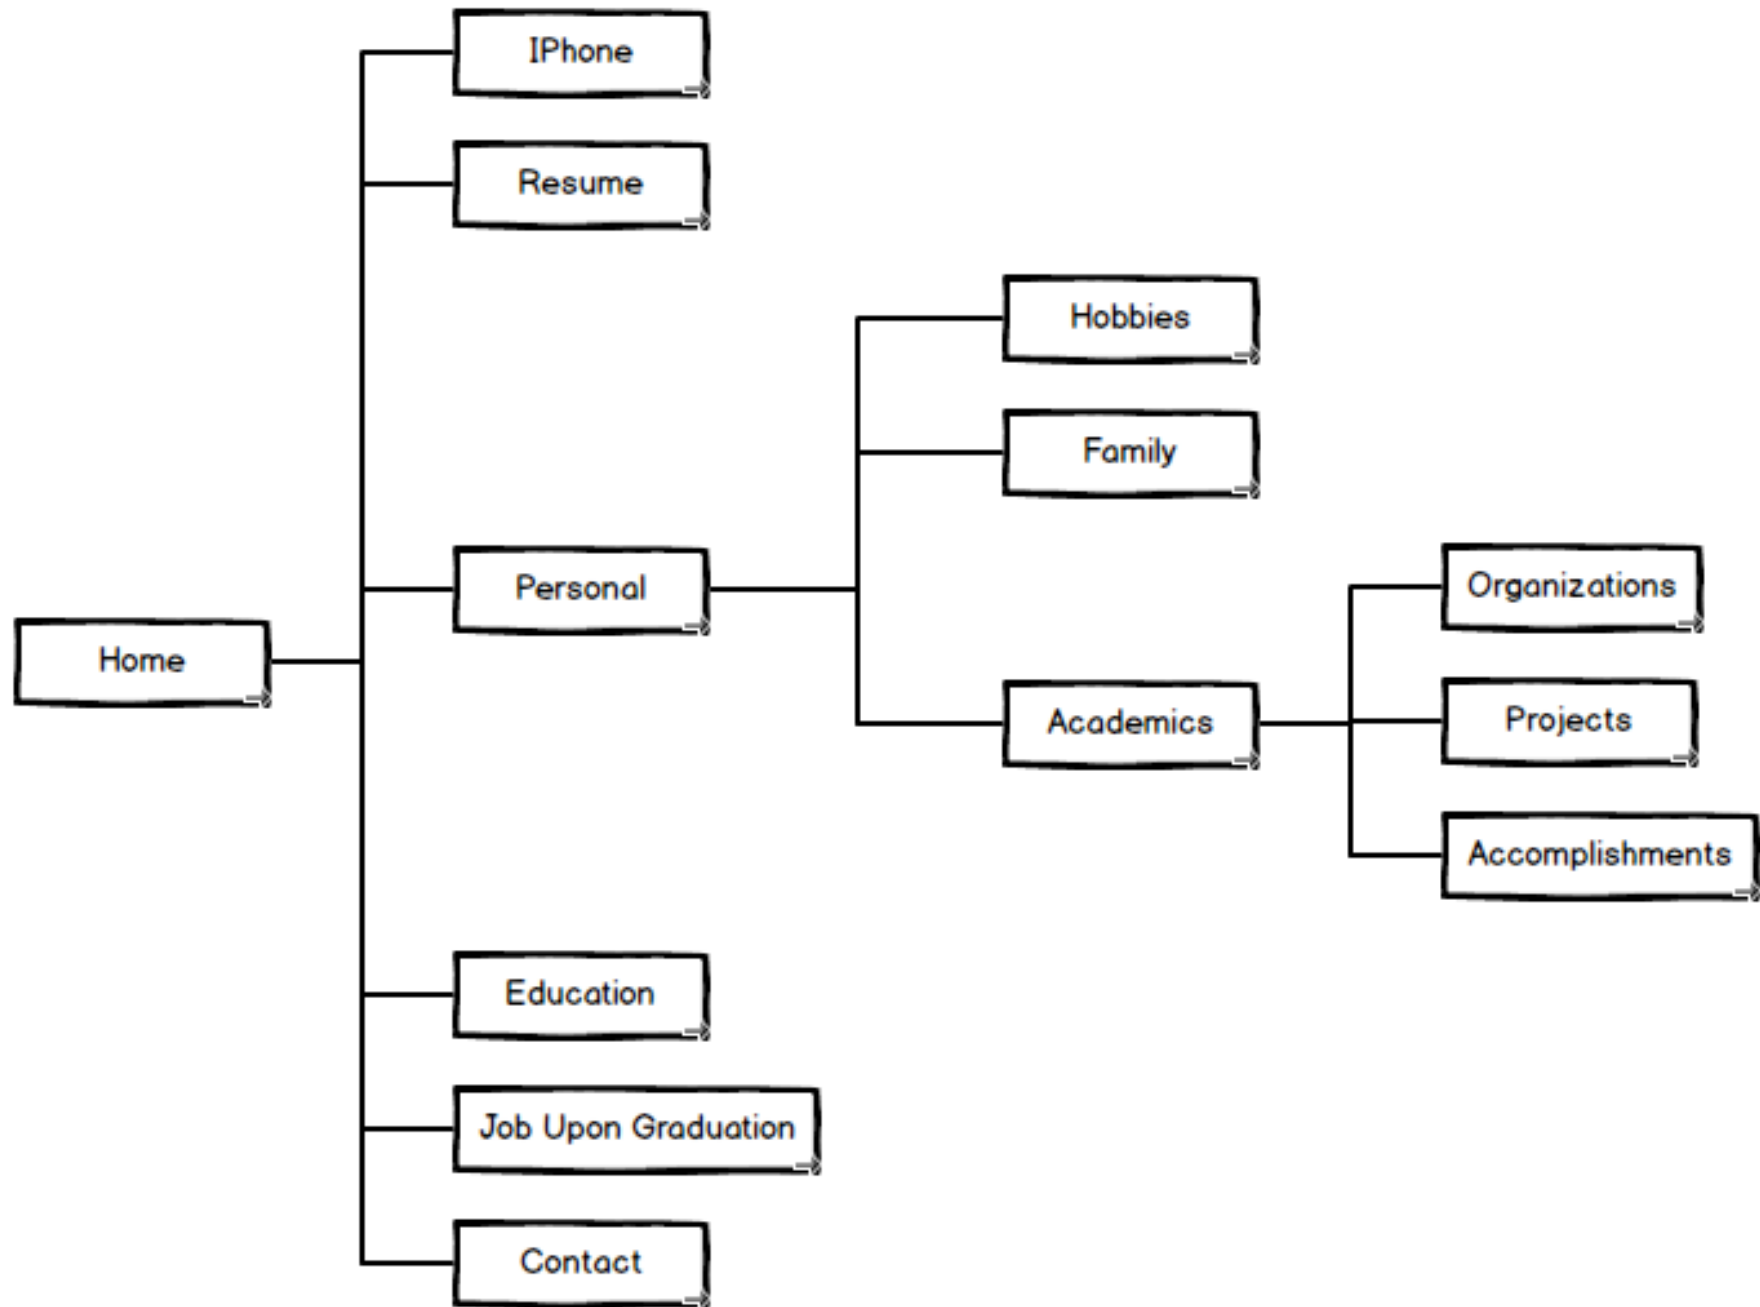 IPhone
Resume
Hobbies
Family
Personal
Organizations
Home
Projects
Academics
Accomplishments
Education
Job Upon Graduation
Contact